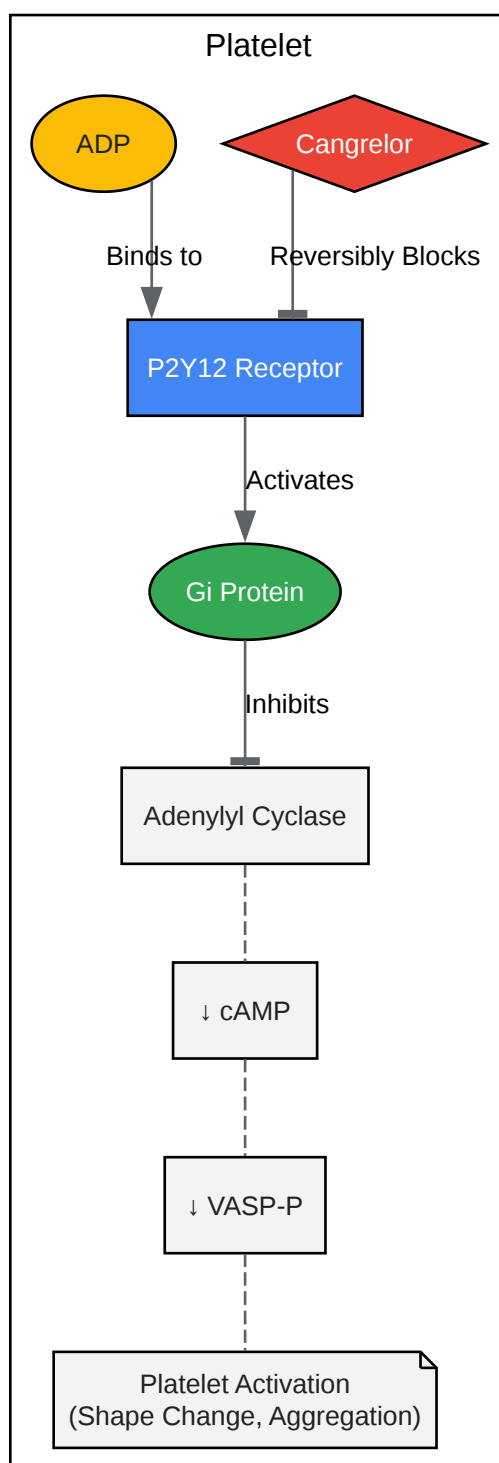 Platelet
ADP
Cangrelor
Binds to
Reversibly Blocks
P2Y12 Receptor
Activates
Gi Protein
Inhibits
Adenylyl Cyclase
↓ cAMP
↓ VASP-P
Platelet Activation
(Shape Change, Aggregation)